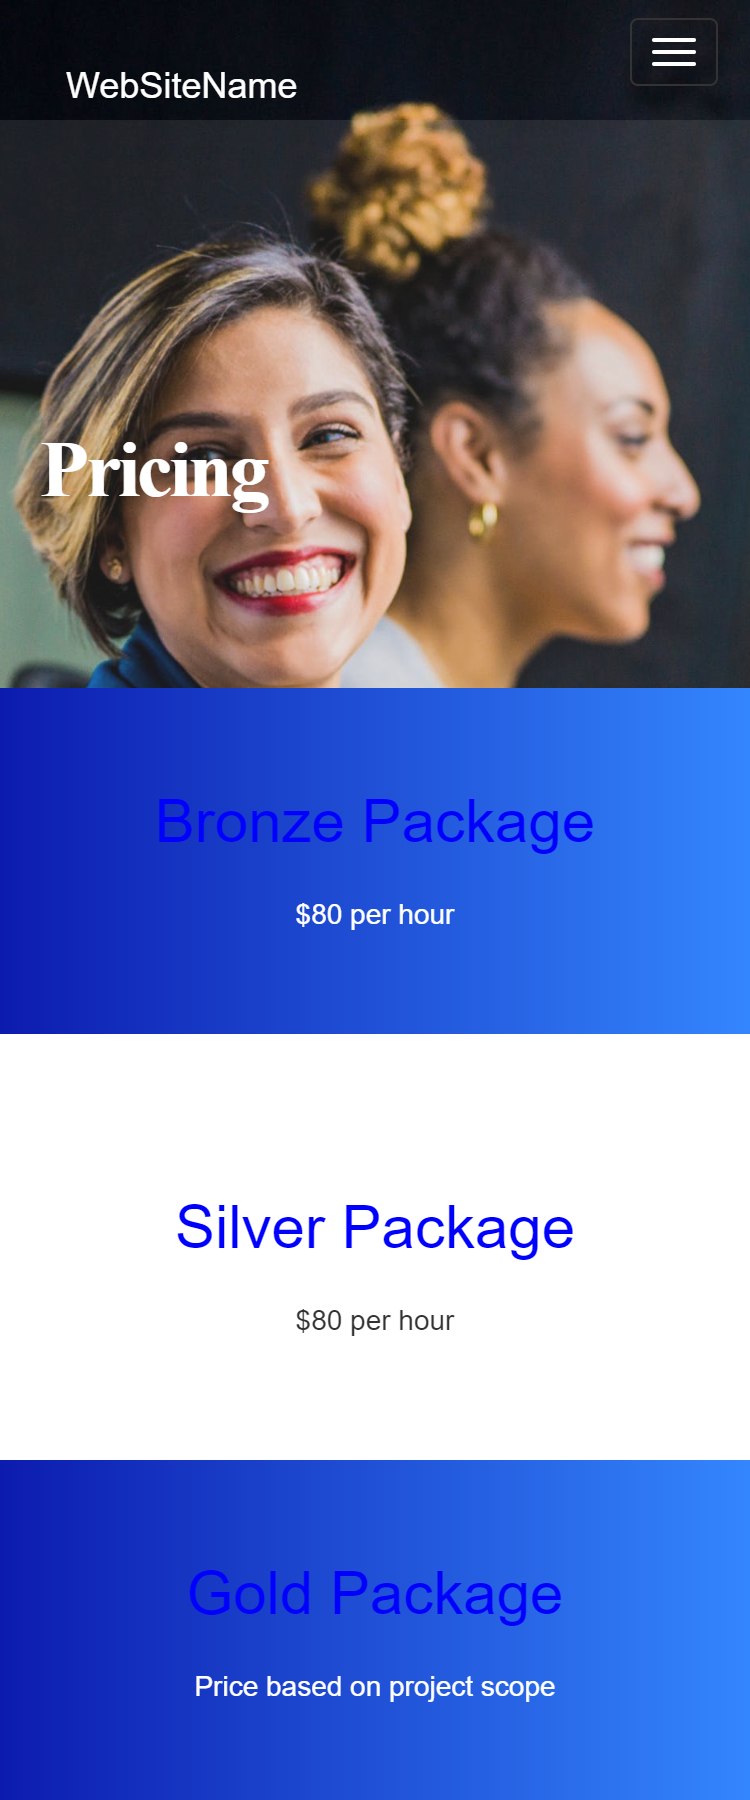 WebSiteName
Pricing
Bronze Package
$80 per hour
Silver Package
$80 per hour
Gold Package
Price based on project scope